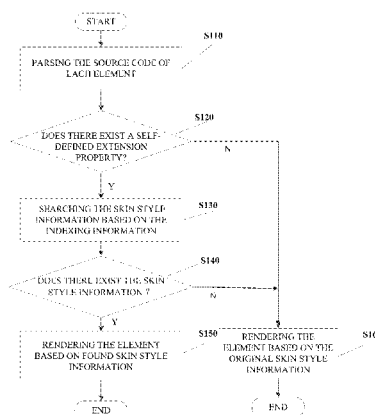 START
S110
PARSING THE SOURCE CODE OF
EACH ELEMENT
S120
DOES THERE EXIST A SELF-
DEFINED EXTENSION
PROPERTY?
N
Y
S130
SEARCHING THE SKIN STYLE
INFORMATION BASED ON THE
INDEXING INFORMATION
S140
DOES THERE EXIST THE SKIN
STYLE INFORMATION ?
N
Y
S150
RENDERING THE ELEMENT
BASED ON FOUND SKIN STYLE
INFORMATION
S16
RENDERING THE
ELEMENT BASED ON THE
ORIGINAL SKIN STYLE
INFORMATION
END
END